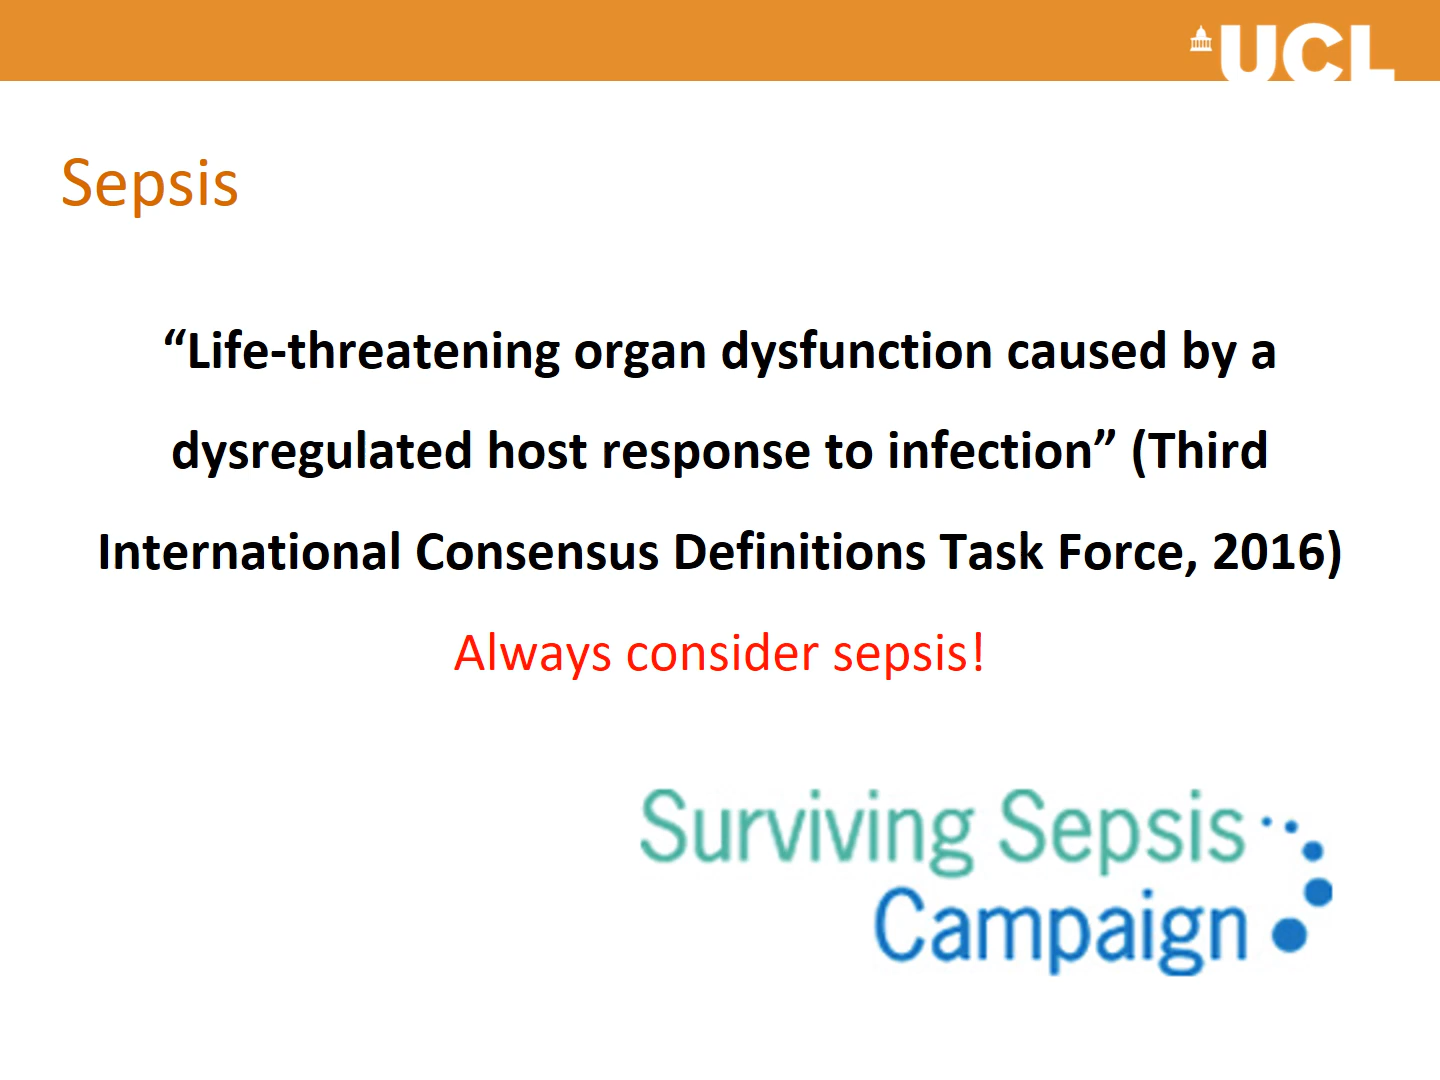 UCL
Sepsis
“Life-threatening organ dysfunction caused by a
dysregulated host response to infection” (Third
International Consensus Definitions Task Force, 2016)
Always consider sepsis!
Surviving Sepsis
Campaign